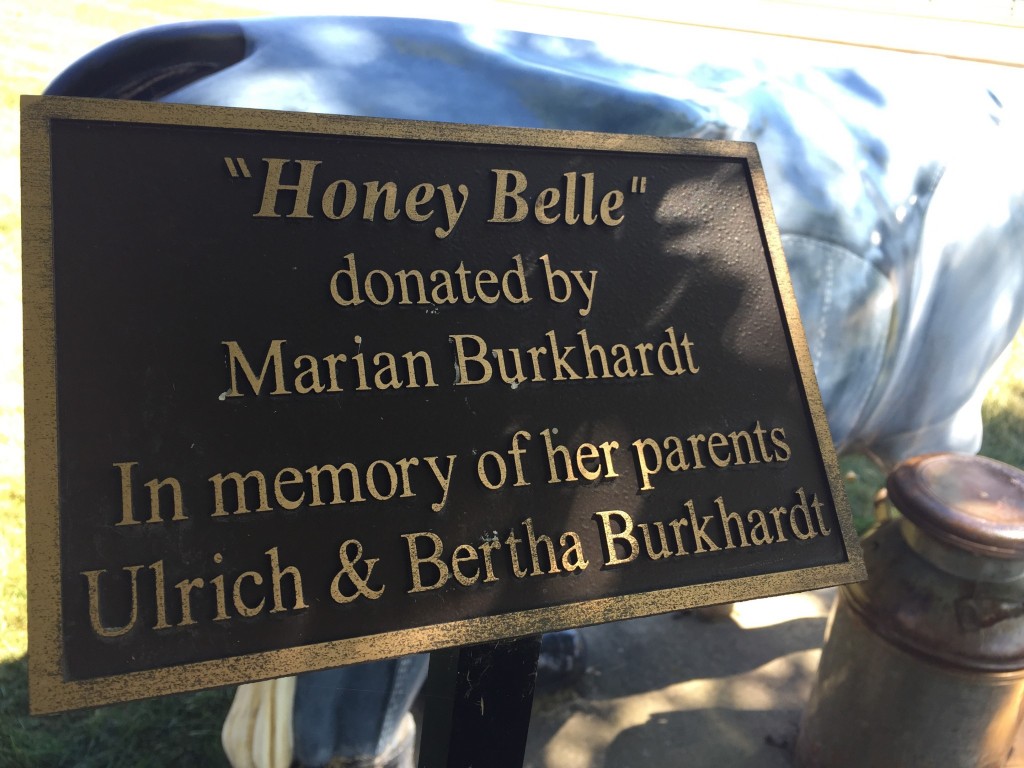 "Honey Belle"
donated by
Marian Burkhardt
In memory of her parents
Ulrich & Bertha Burkhardt